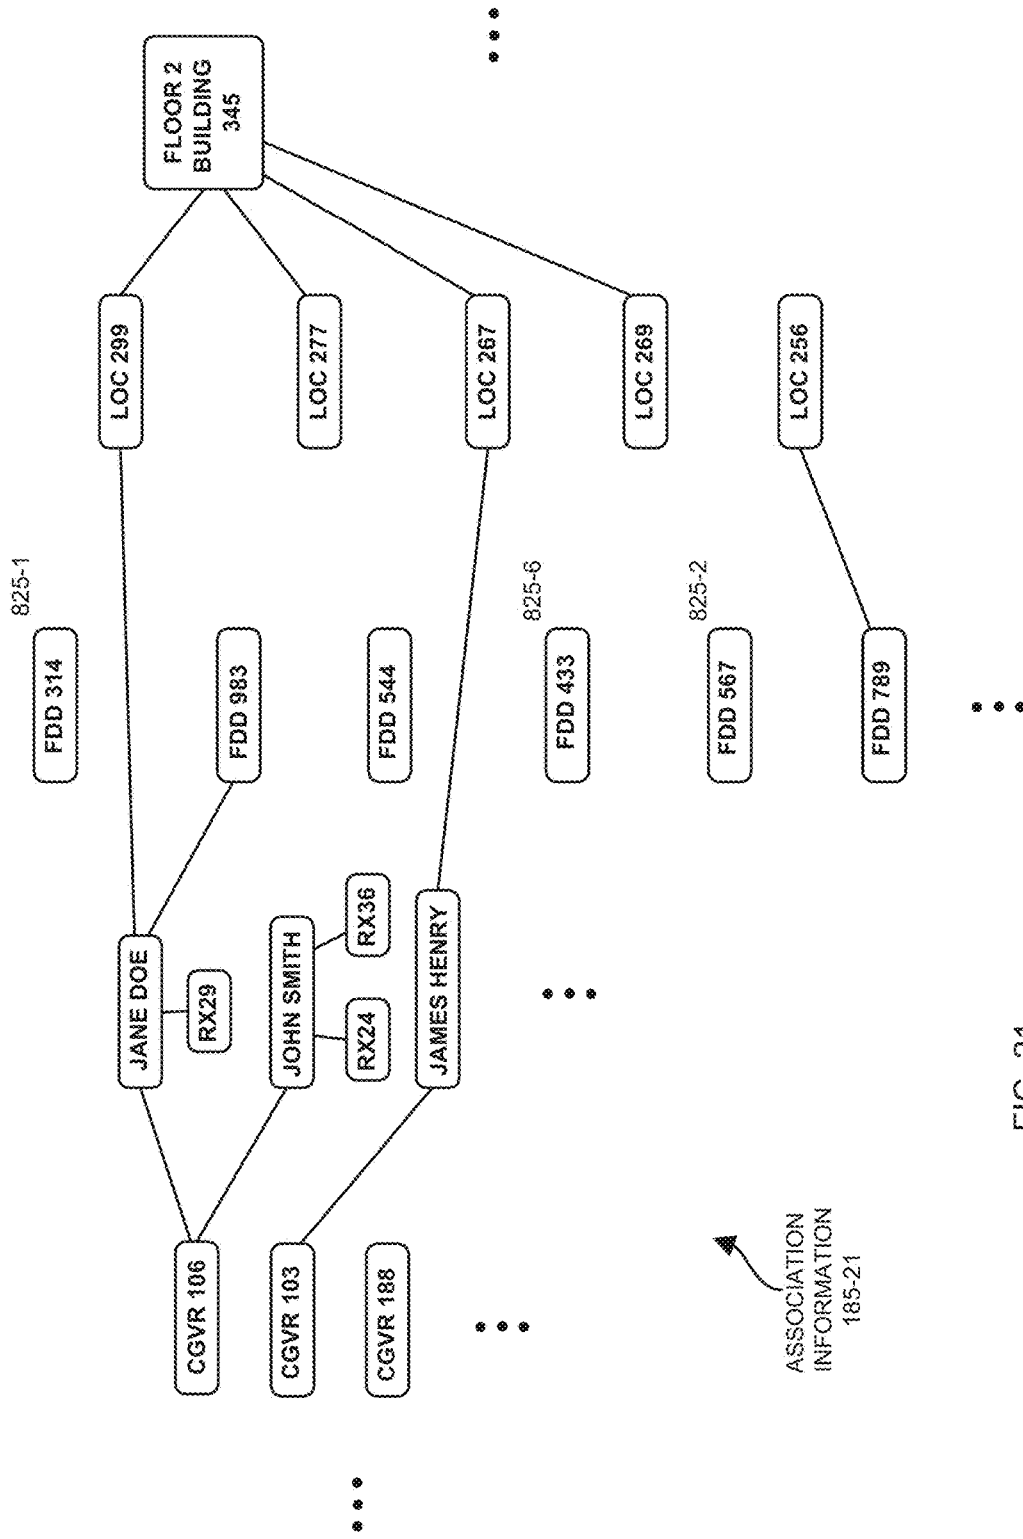 FLOOR 2
BUILDING
345
LOC 299
LOC 277
LOC 267
LOC 269
LOC 256
825-1
FDD 314
FDD 983
FDD 544
825-6
FDD 433
825-2
FDD 567
FDD 789
JANE DOE
RX29
JOHN SMITH
RX24
RX36
JAMES HENRY
CGVR 106
CGVR 103
CGVR 188
ASSOCIATION
INFORMATION
185-21
FIG. 21